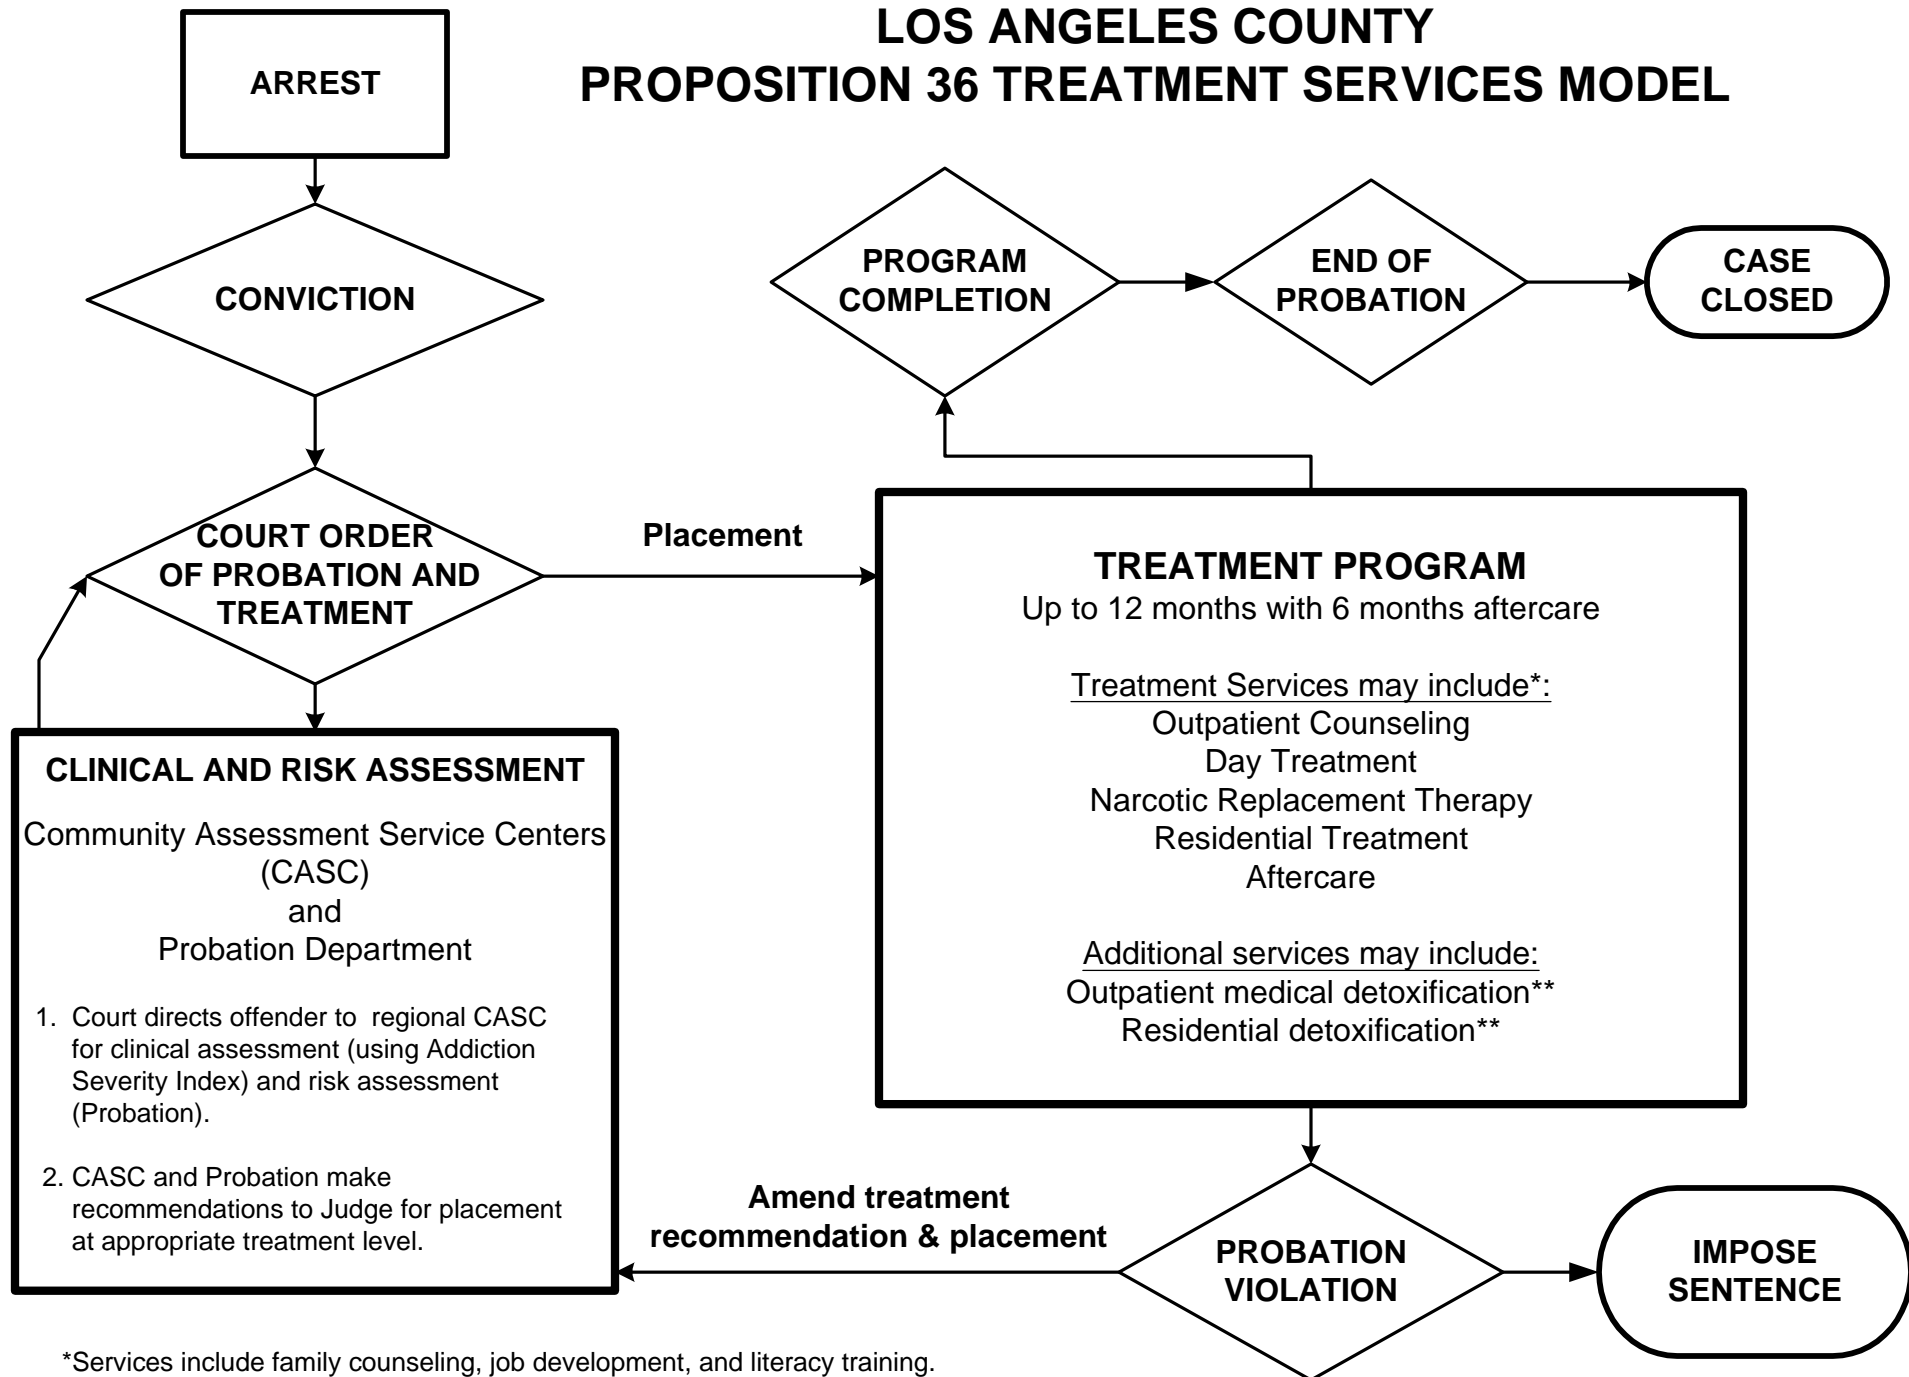 LOS ANGELES COUNTY
PROPOSITION 36 TREATMENT SERVICES MODEL
ARREST
CONVICTION
PROGRAM
COMPLETION
END OF
PROBATION
CASE
CLOSED
COURT ORDER
OF PROBATION AND
TREATMENT
Placement
TREATMENT PROGRAM
Up to 12 months with 6 months aftercare
Treatment Services may include*:
Outpatient Counseling
Day Treatment
Narcotic Replacement Therapy
Residential Treatment
Aftercare
Additional services may include:
Outpatient medical detoxification**
Residential detoxification**
CLINICAL AND RISK ASSESSMENT
Community Assessment Service Centers
(CASC)
and
Probation Department
1. Court directs offender to regional CASC
for clinical assessment (using Addiction
Severity Index) and risk assessment
(Probation).
2. CASC and Probation make
recommendations to Judge for placement
at appropriate treatment level.
Amend treatment
recommendation & placement
PROBATION
VIOLATION
IMPOSE
SENTENCE
*Services include family counseling, job development, and literacy training.